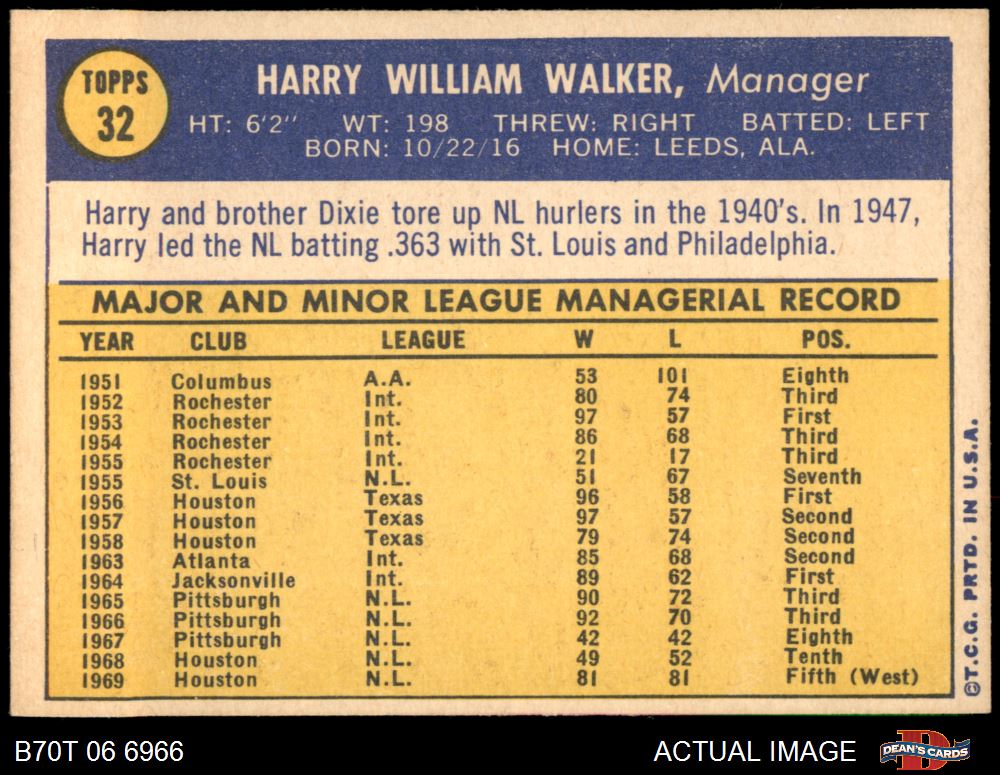 TOPPS
32
HARRY WILLIAM WALKER, Manager
HT: 6'2" WT: 198 THREW: RIGHT BATTED: LEFT
BORN: 10/22/16 HOME: LEEDS, ALA.
Harry and brother Dixie tore up NL hurlers in the 1940's. In 1947,
Harry led the NL batting .363 with St. Louis and Philadelphia.
MAJOR AND MINOR LEAGUE MANAGERIAL RECORD
YEAR CLUB LEAGUE W L POS.
1951 Columbus A.A. 53 101 Eighth
1952 Rochester Int. 80 74 Third
1953 Rochester Int. 97 57 First
1954 Rochester Int. 86 68 Third
1955 Rochester Int. 21 17 Third
1955 St. Louis N.L. 51 67 Seventh
1956 Houston Texas 96 58 First
1957 Houston Texas 97 57 Second
1958 Houston Texas 79 74 Second
1963 Atlanta Int. 85 68 Second
1964 Jacksonville Int. 89 62 First
1965 Pittsburgh N.L. 90 72 Third
1966 Pittsburgh N.L. 92 70 Third
1967 Pittsburgh N.L. 42 42 Eighth
1968 Houston N.L. 49 52 Tenth
1969 Houston N.L. 81 81 Fifth (West)
©T.C.G. PRTD. IN U.S.A.
B70T 06 6966 ACTUAL IMAGE
DEAN'S CARDS